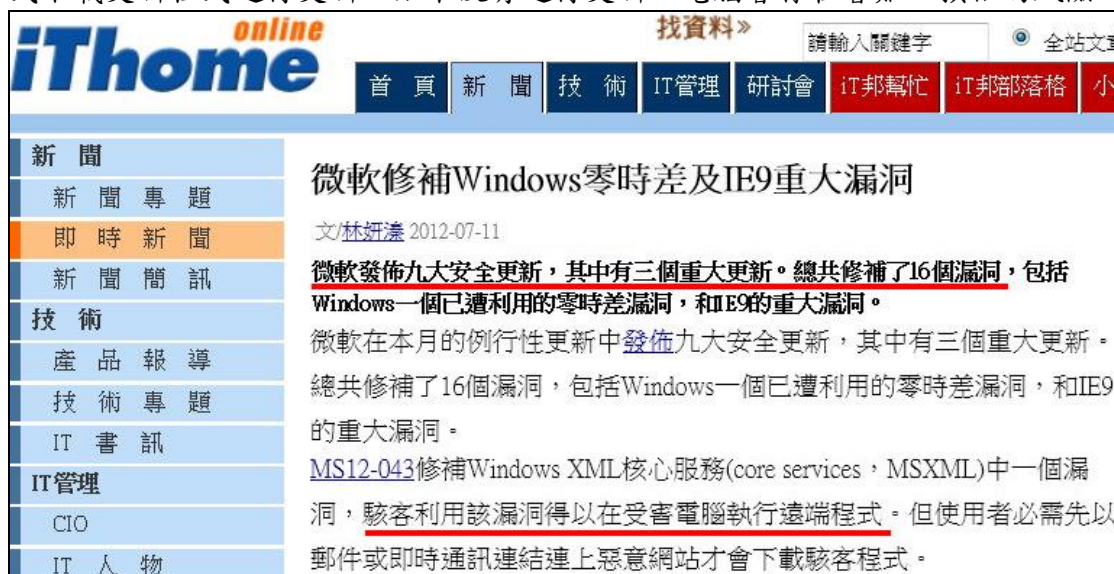 iThome online
找資料»
請輸入關鍵字
全站文章
首頁 新聞 技術 IT管理 研討會 iT邦幫忙 iT邦部落格 小
新聞
新聞專題
即時新聞
新聞簡訊
技術
產品報導
技術專題
IT書訊
IT管理
CIO
IT人物
微軟修補Windows零時差及IE9重大漏洞
文/林妍溱 2012-07-11
微軟發佈九大安全更新，其中有三個重大更新。總共修補了16個漏洞，包括
Windows一個已遭利用的零時差漏洞，和IE9的重大漏洞。
微軟在本月的例行性更新中發佈九大安全更新，其中有三個重大更新。
總共修補了16個漏洞，包括Windows一個已遭利用的零時差漏洞，和IE9
的重大漏洞。
MS12-043修補Windows XML核心服務(core services，MSXML)中一個漏
洞，駭客利用該漏洞得以在受害電腦執行遠端程式。但使用者必需先以
郵件或即時通訊連結連上惡意網站才會下載駭客程式。